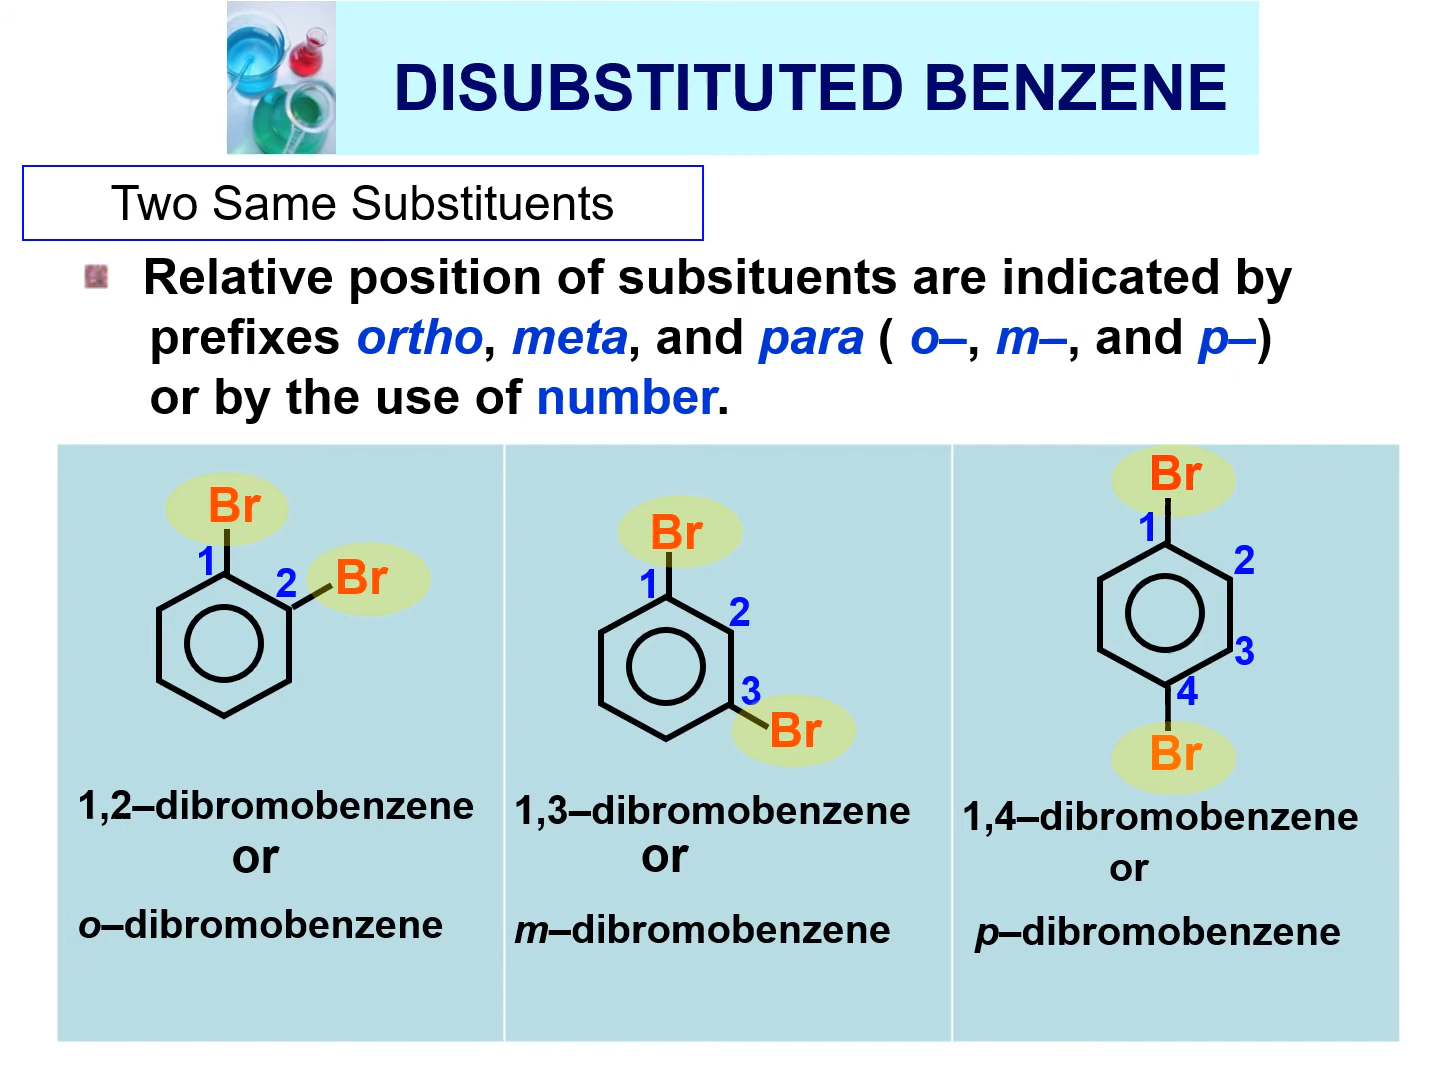 DISUBSTITUTED BENZENE
Two Same Substituents
Relative position of subsituents are indicated by
prefixes ortho, meta, and para ( o–, m–, and p–)
or by the use of number.
Br
1
2
Br
1,2–dibromobenzene
or
o–dibromobenzene
Br
1
2
3
Br
1,3–dibromobenzene
or
m–dibromobenzene
Br
1
2
3
4
Br
1,4–dibromobenzene
or
p–dibromobenzene